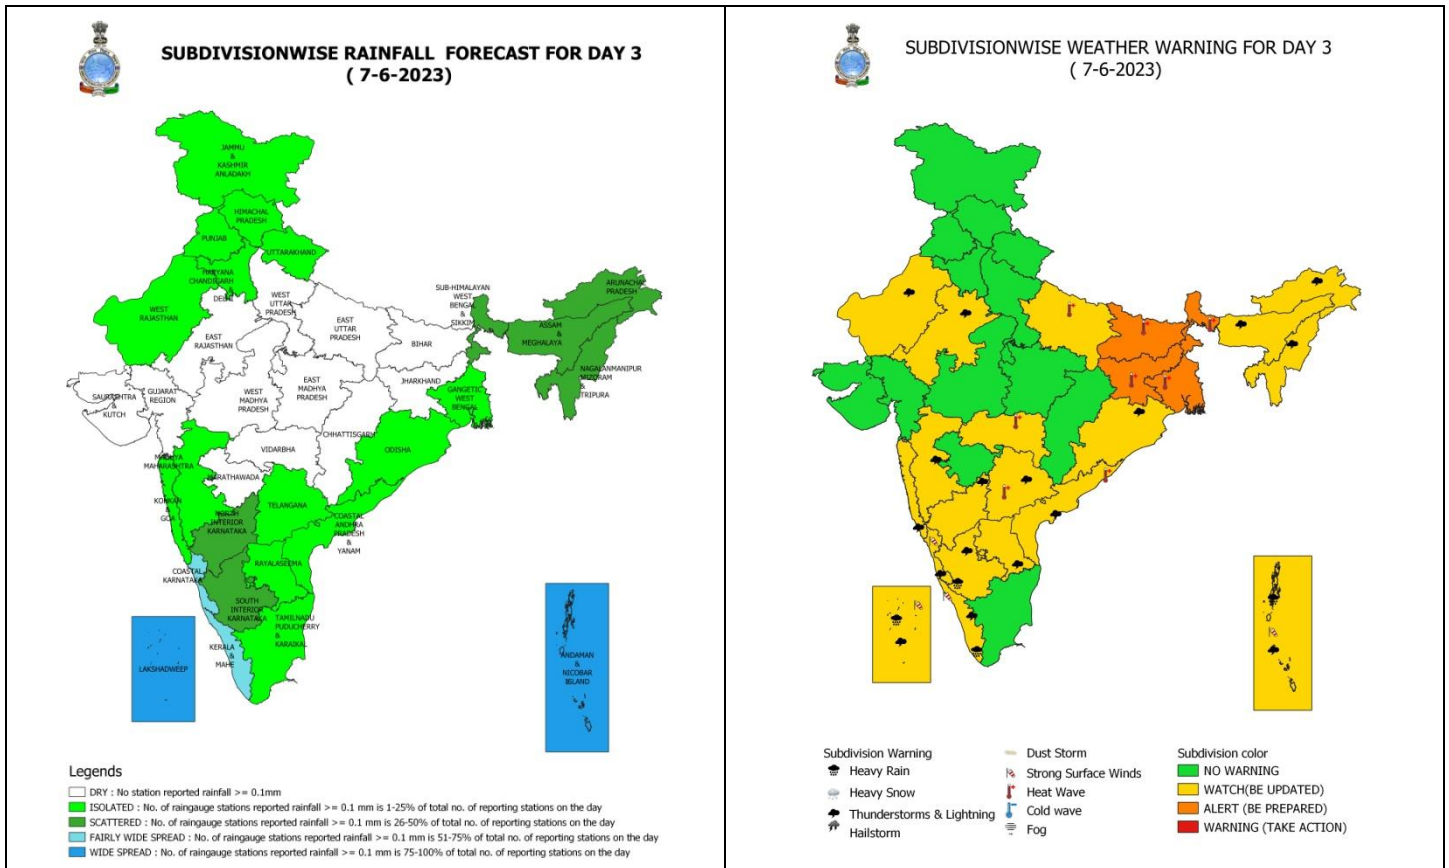 SUBDIVISIONWISE RAINFALL FORECAST FOR DAY 3
( 7-6-2023)
JAMMU
&
KASHMIR
ANLADAKH
HIMACHAL
PRADESH
PUNJAB
UTTARAKHAND
HARYANA
CHANDIGARH
&
DELHI
WEST
RAJASTHAN
WEST
UTTAR
PRADESH
SUB-HIMALAYAN
WEST
BENGAL
&
SIKKIM
ARUNACHAL
PRADESH
EAST
RAJASTHAN
EAST
UTTAR
PRADESH
BIHAR
ASSAM
&
MEGHALAYA
NAGALANMANIPUR
MIZORAM
&
TRIPURA
SAURASHTRA
&
KUTCH
GUJARAT
REGION
WEST
MADHYA
PRADESH
EAST
MADHYA
PRADESH
JHARKHAND
GANGETIC
WEST
BENGAL
CHHATTISGARH
VIDARBHA
ODISHA
MADHYA
MAHARASHTRA
MARATHAWADA
KONKAN
&
GOA
TELANGANA
NORTH
INTERIOR
KARNATAKA
COASTAL
ANDHRA
PRADESH
&
YANAM
RAYALASEEMA
COASTAL
KARNATAKA
SOUTH
INTERIOR
KARNATAKA
TAMILNADU
PUDUCHERRY
&
KARAIKAL
KERALA
&
MAHE
LAKSHADWEEP
ANDAMAN
&
NICOBAR
ISLAND
Legends
DRY : No station reported rainfall >= 0.1mm
ISOLATED : No. of raingauge stations reported rainfall >= 0.1 mm is 1-25% of total no. of reporting stations on the day
SCATTERED : No. of raingauge stations reported rainfall >= 0.1 mm is 26-50% of total no. of reporting stations on the day
FAIRLY WIDE SPREAD : No. of raingauge stations reported rainfall >= 0.1 mm is 51-75% of total no. of reporting stations on the day
WIDE SPREAD : No. of raingauge stations reported rainfall >= 0.1 mm is 75-100% of total no. of reporting stations on the day
SUBDIVISIONWISE WEATHER WARNING FOR DAY 3
( 7-6-2023)
Subdivision Warning
Heavy Rain
Heavy Snow
Thunderstorms & Lightning
Hailstorm
Dust Storm
Strong Surface Winds
Heat Wave
Cold wave
Fog
Subdivision color
NO WARNING
WATCH(BE UPDATED)
ALERT (BE PREPARED)
WARNING (TAKE ACTION)